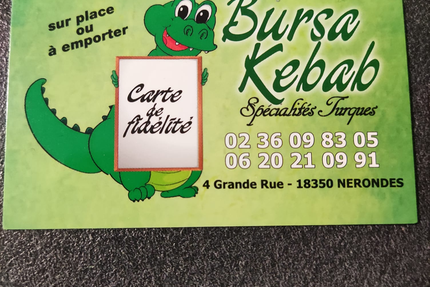 sur place
ou
à emporter
Bursa
Kebab
Spécialités Turques
Carte
de
fidélité
02 36 09 83 05
06 20 21 09 91
4 Grande Rue - 18350 NERONDES